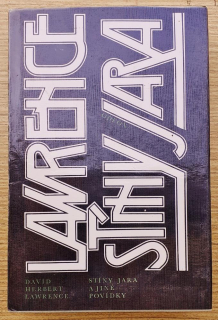 LAWRENCE
STÍNY JARA
DAVID
HERBERT
LAWRENCE
STÍNY JARA
A JINÉ
POVÍDKY